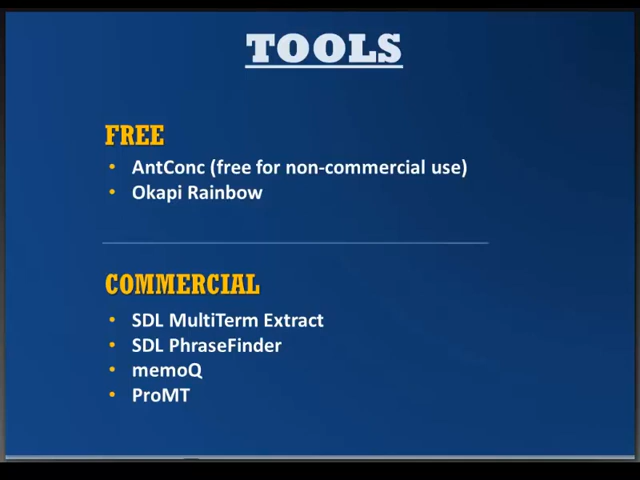 TOOLS
FREE
• AntConc (free for non-commercial use)
• Okapi Rainbow
COMMERCIAL
• SDL MultiTerm Extract
• SDL PhraseFinder
• memoQ
• ProMT